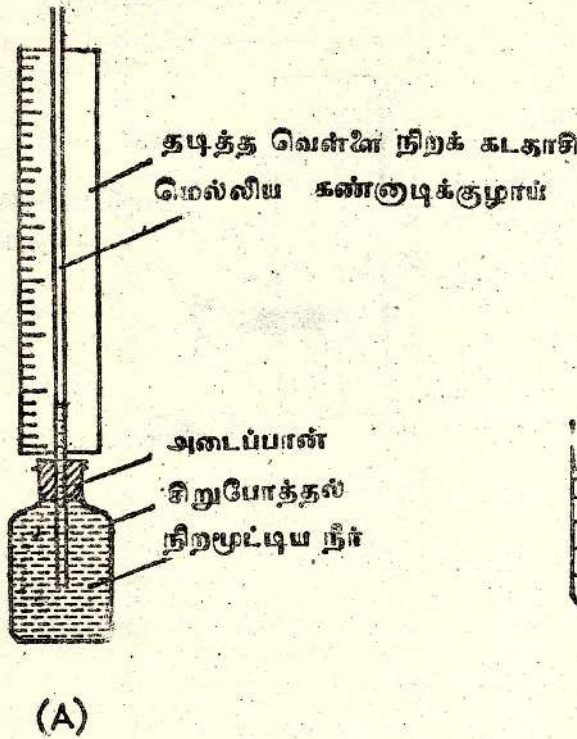 தடித்த வெள்ளை நிறக் கடதாசி
மெல்லிய கண்ணாடிக்குழாய்
அடைப்பான்
சிறுபோத்தல்
நிறமூட்டிய நீர்
(A)